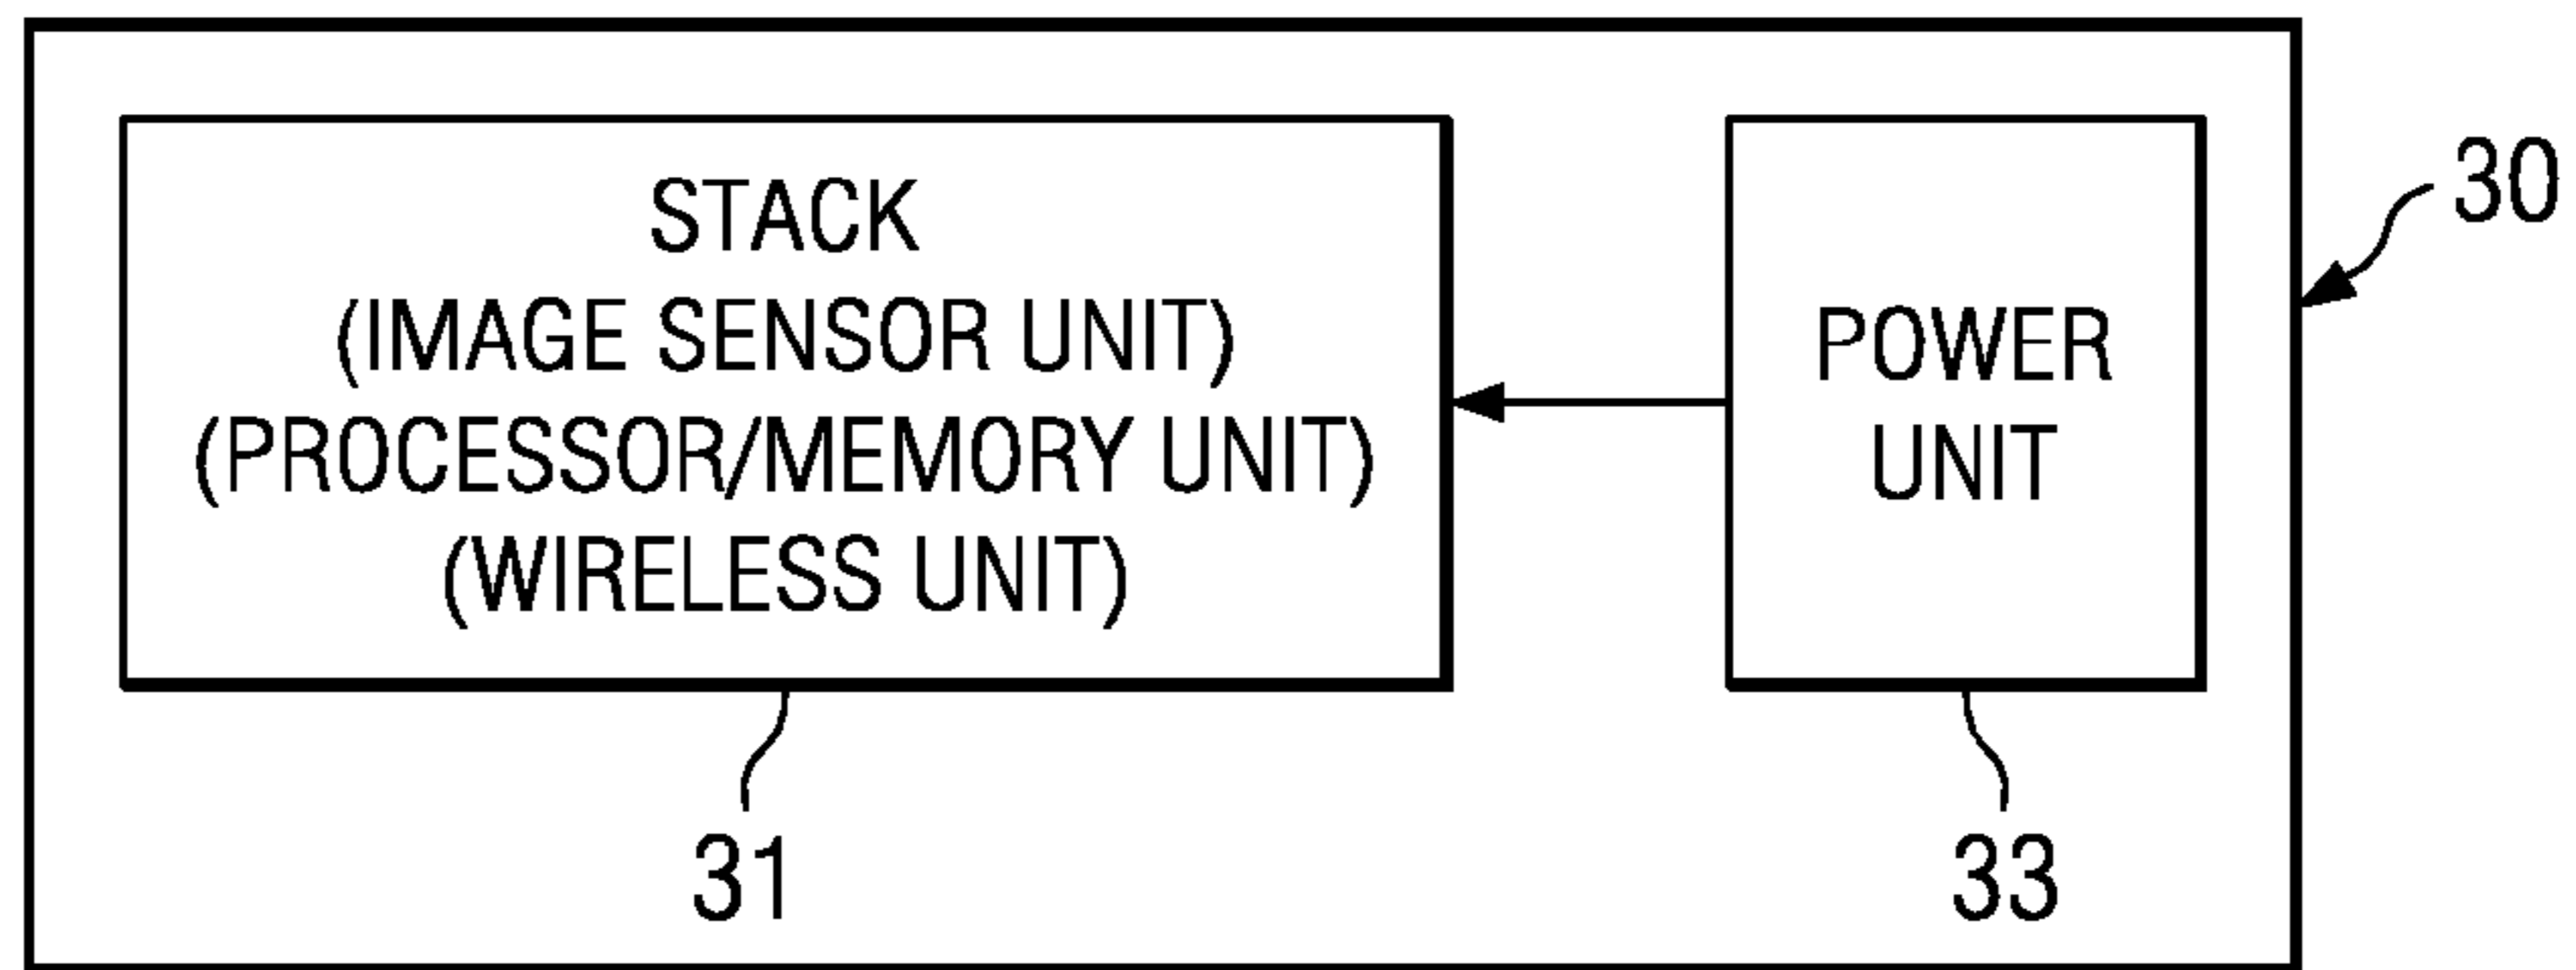 STACK
(IMAGE SENSOR UNIT)
(PROCESSOR/MEMORY UNIT)
(WIRELESS UNIT)
POWER
UNIT
30
31
33